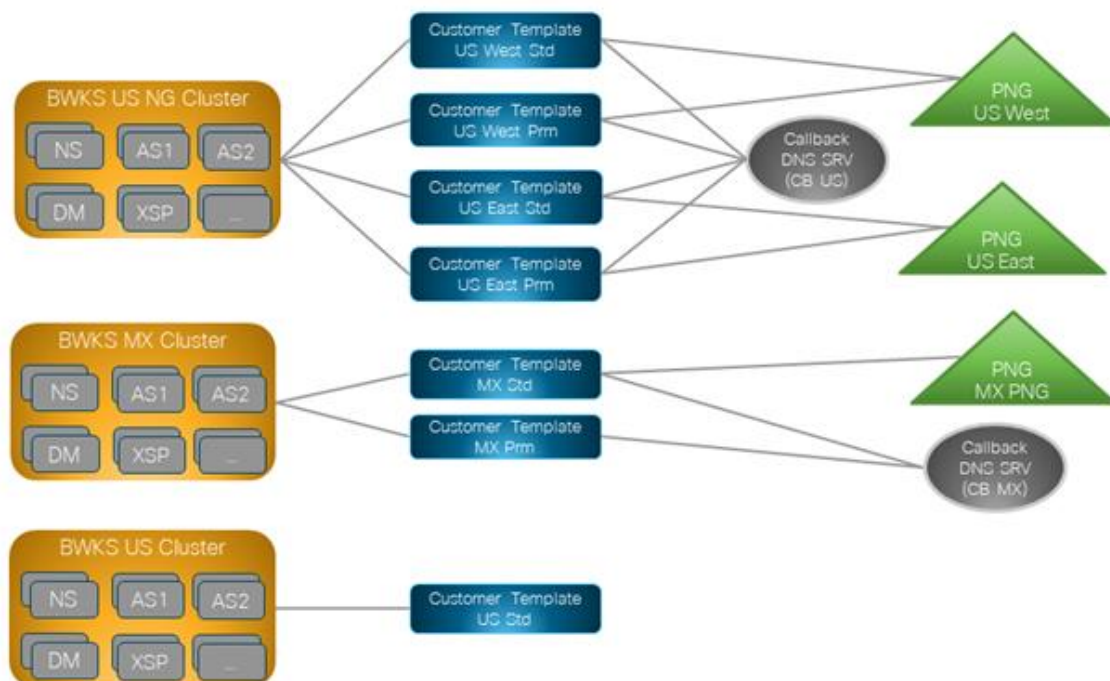 BWKS US NG Cluster
NS
AS1
AS2
DM
XSP
...
Customer Template
US West Std
Customer Template
US West Prm
Customer Template
US East Std
Customer Template
US East Prm
Callback
DNS SRV
(CB US)
PNG
US West
PNG
US East
BWKS MX Cluster
NS
AS1
AS2
DM
XSP
...
Customer Template
MX Std
Customer Template
MX Prm
PNG
MX PNG
Callback
DNS SRV
(CB MX)
BWKS US Cluster
NS
AS1
AS2
DM
XSP
...
Customer Template
US Std